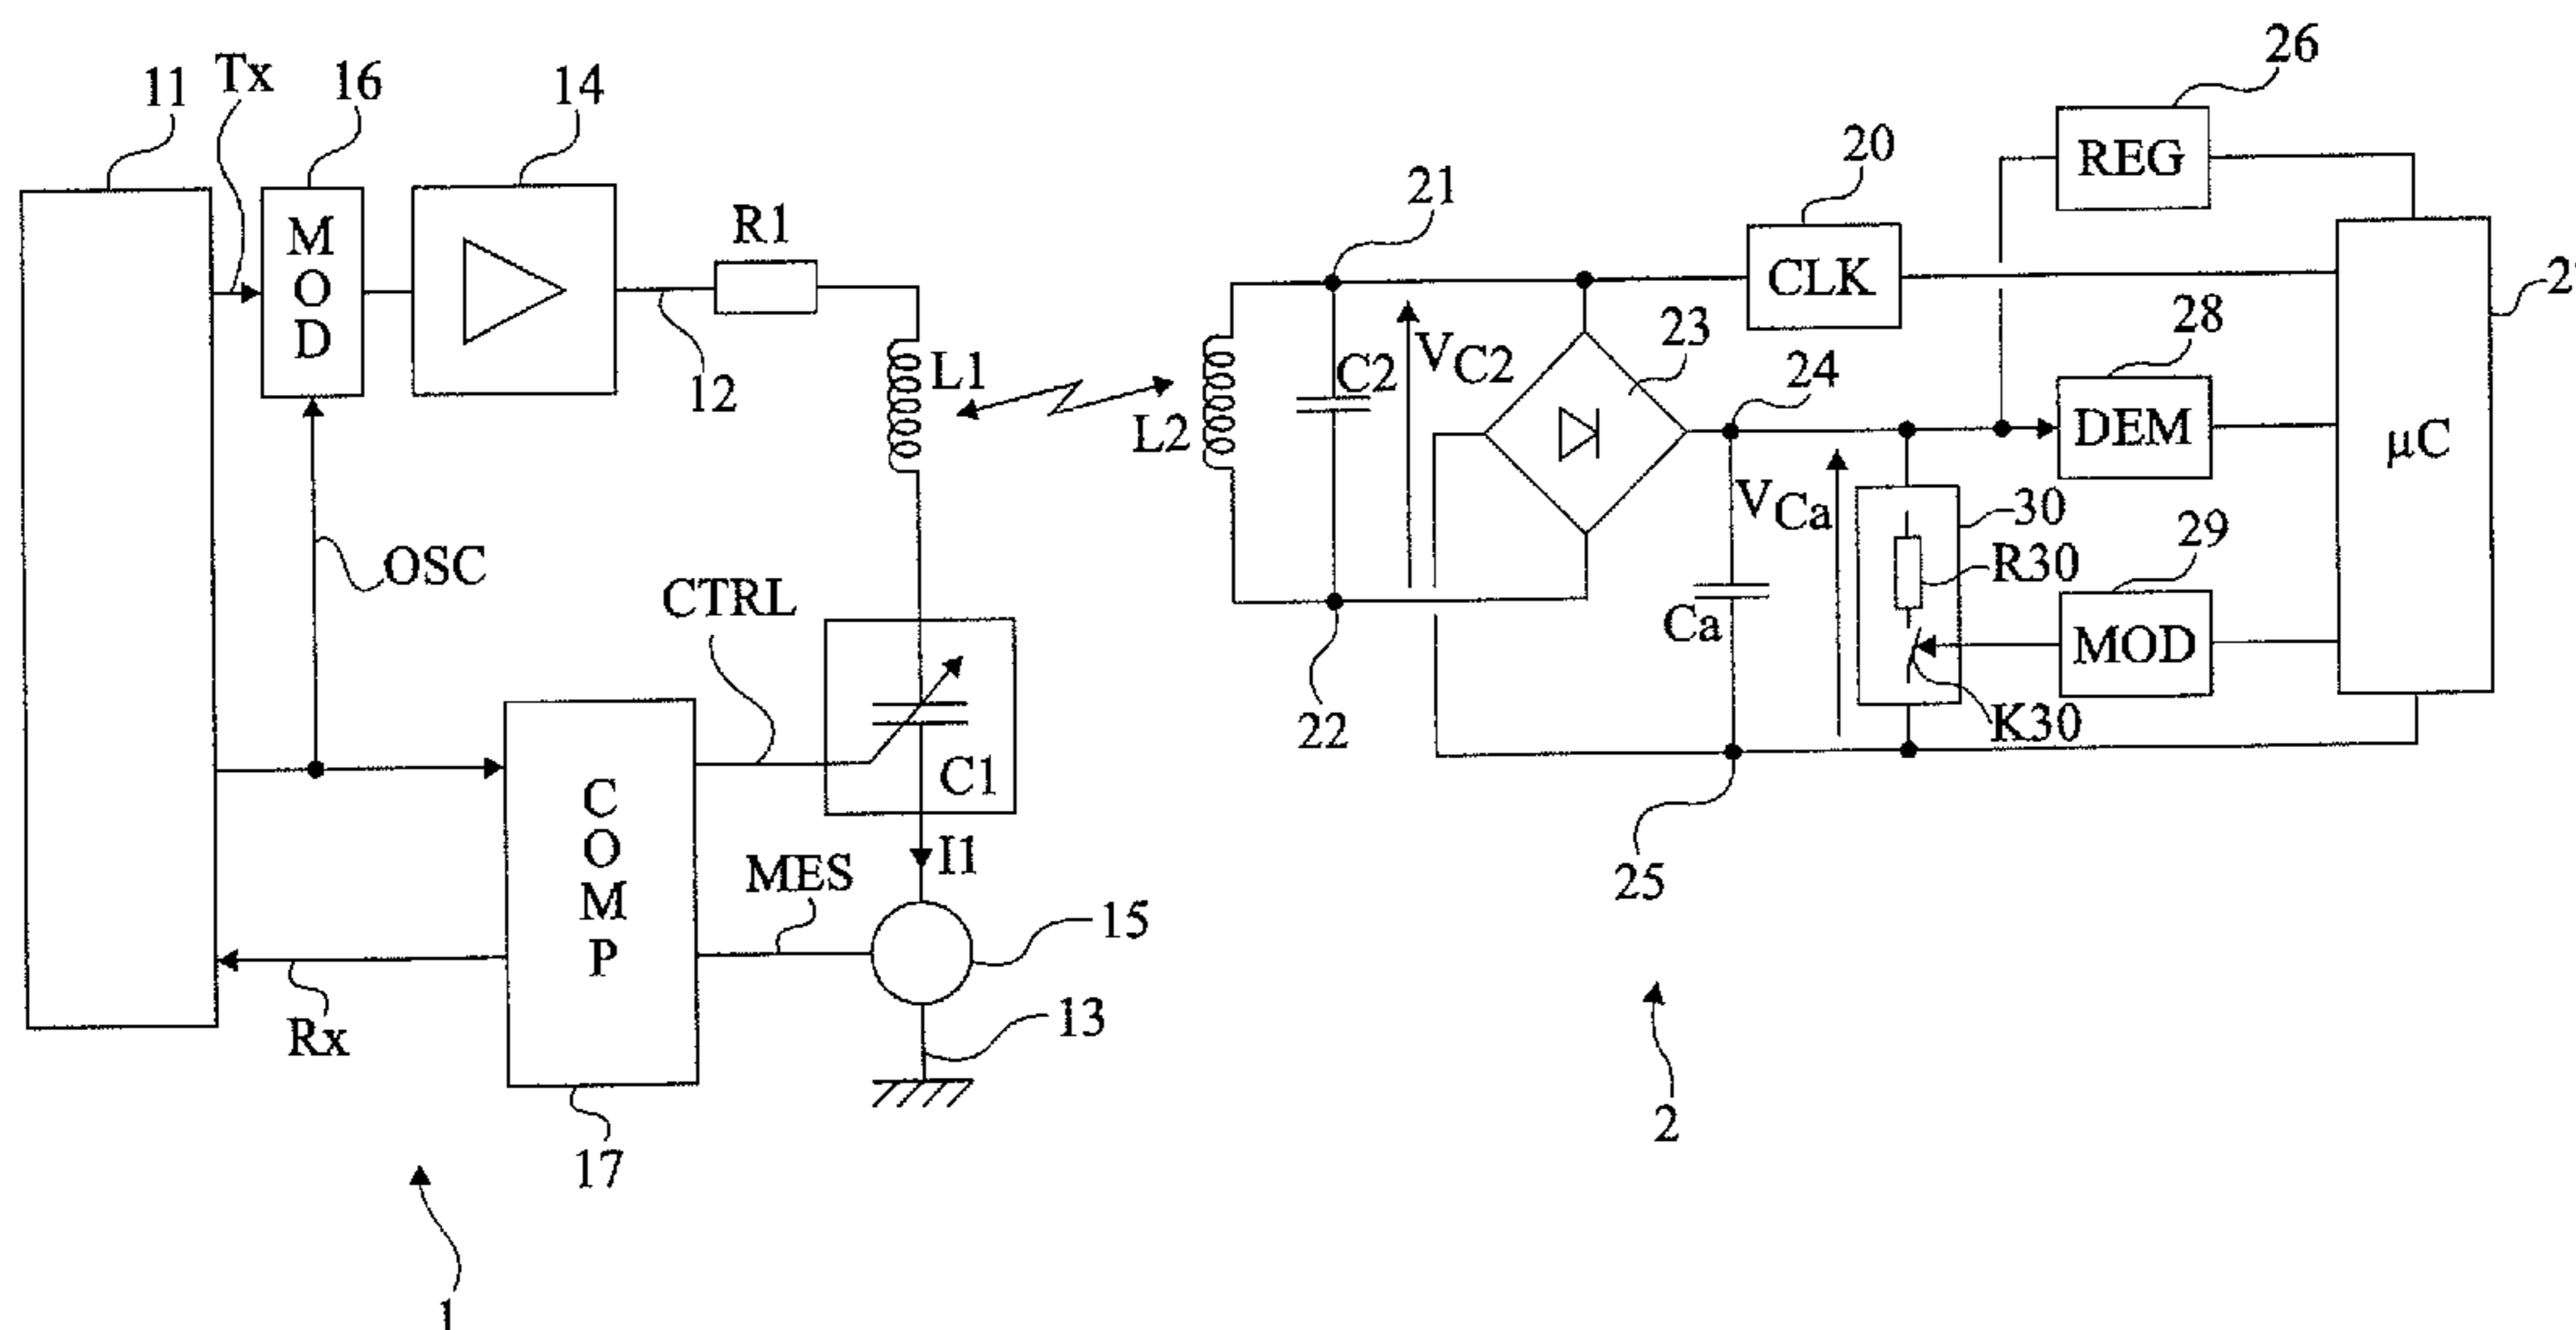 11
Tx
16
14
R1
12
L1
L2
MOD
OSC
CTRL
C1
I1
COMP
MES
15
13
Rx
17
1
21
C2
VC2
22
23
20
CLK
24
26
REG
28
DEM
VCa
Ca
30
R30
29
MOD
K30
25
µC
2